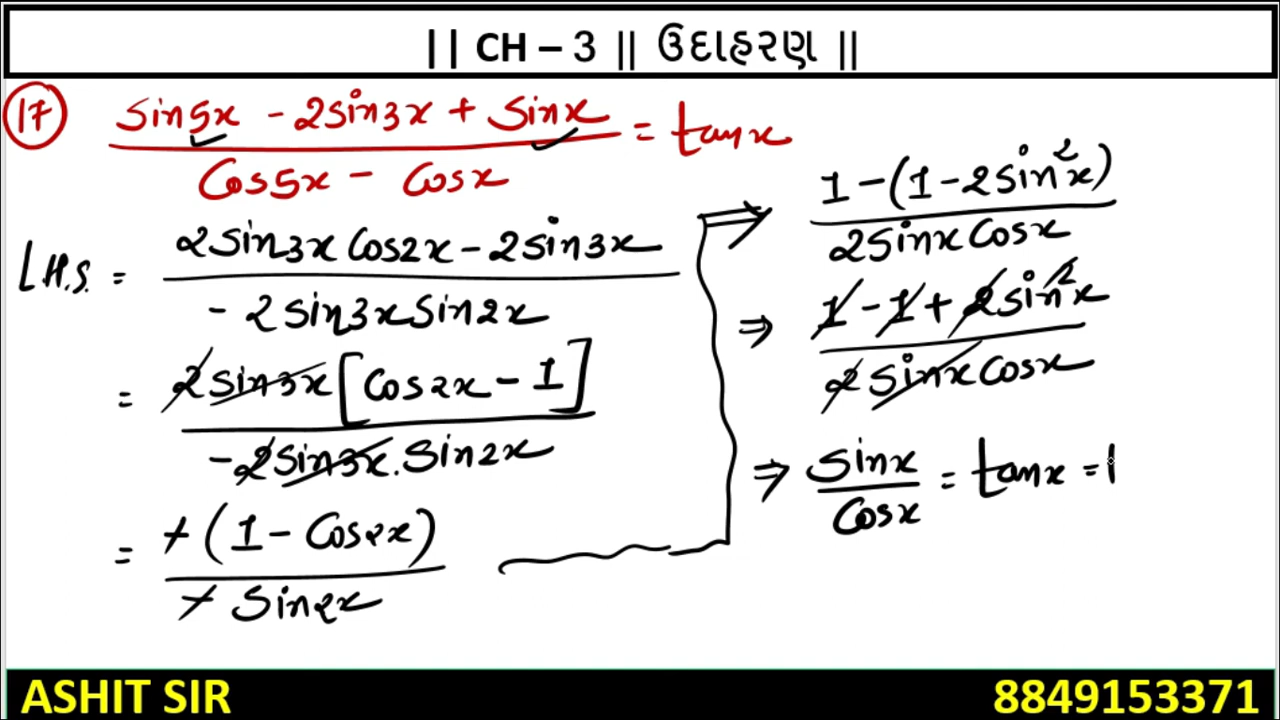 || CH – 3 || ઉદાહરણ ||
17 (sin5x - 2sin3x + sinx) / (cos5x - cosx) = tanx
L.H.S. = (2sin3x cos2x - 2sin3x) / (-2sin3x sin2x)
= (2sin3x [cos2x - 1]) / (-2sin3x . sin2x)
= (-(1 - cos2x)) / (-sin2x)
⇒ (1 - (1 - 2sin²x)) / (2sinx cosx)
⇒ (1 - 1 + 2sin²x) / (2sinx cosx)
⇒ sinx / cosx = tanx =
ASHIT SIR
8849153371